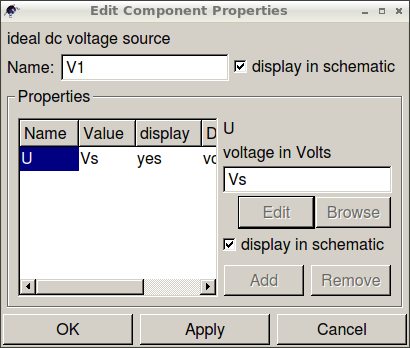 Edit Component Properties
ideal dc voltage source
Name: V1 display in schematic
Properties
Name Value display D
U Vs yes vo
U
voltage in Volts
Vs
Edit Browse
display in schematic
Add Remove
OK Apply Cancel